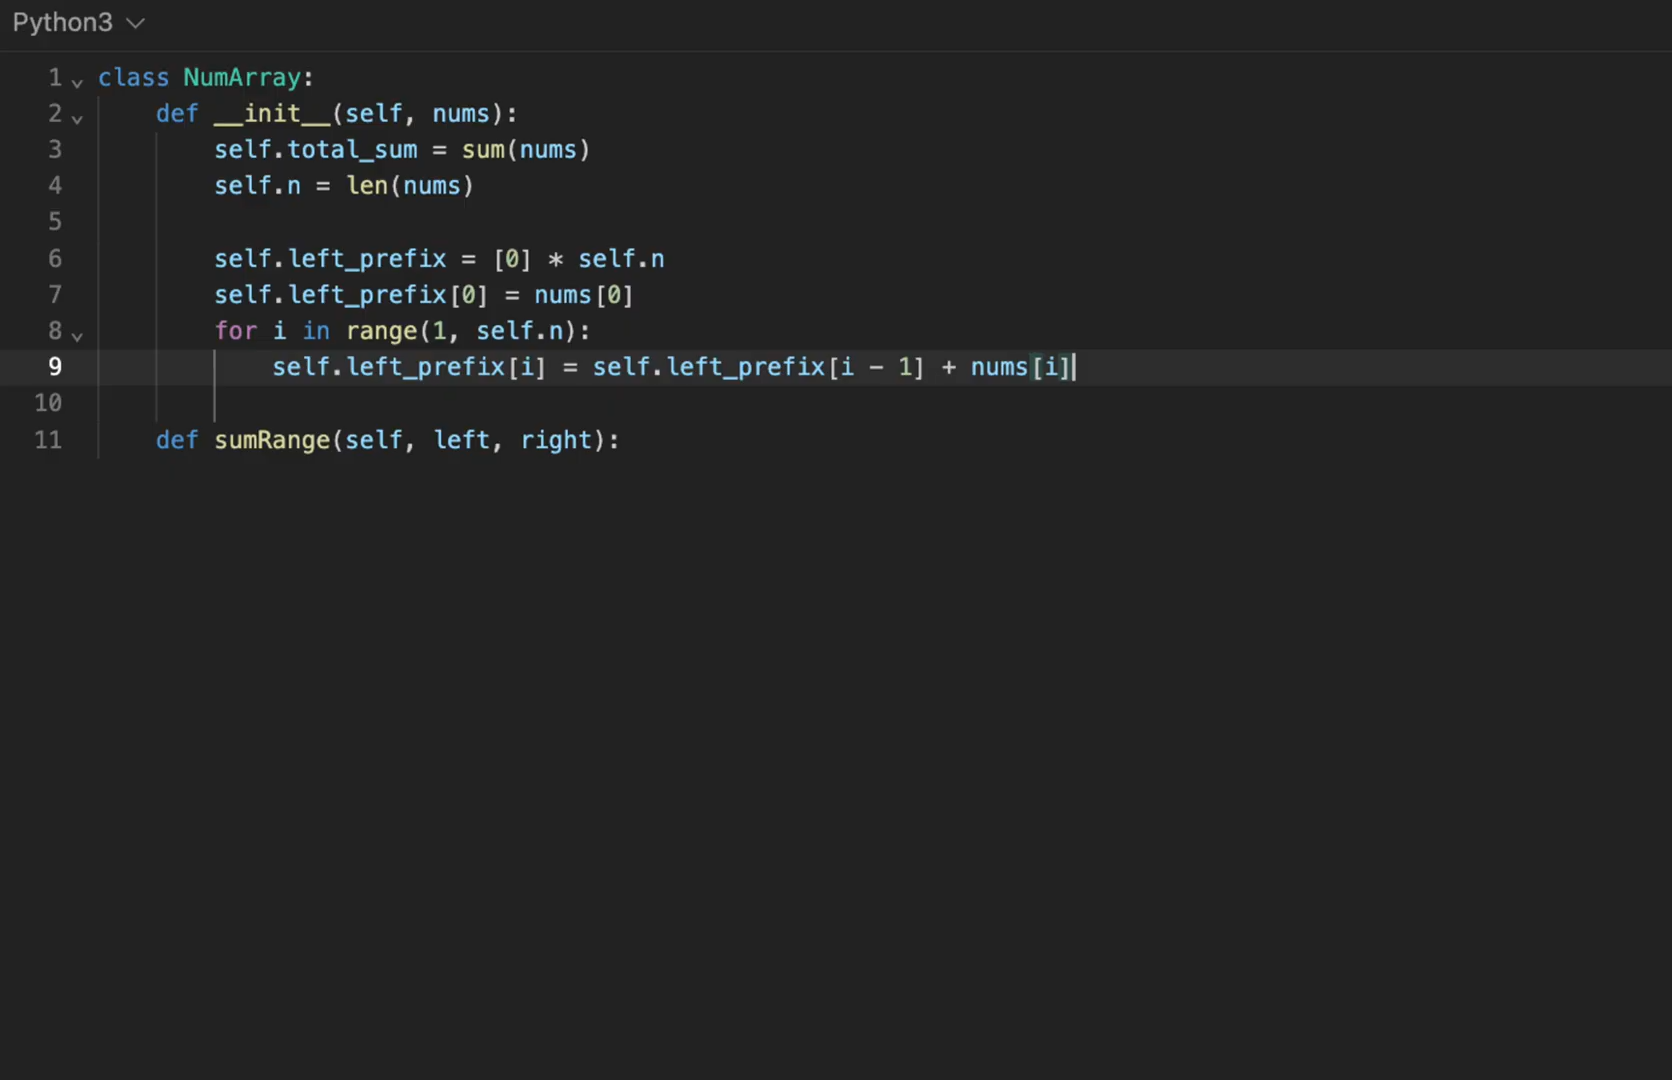 Python3
1 class NumArray:
2 def __init__(self, nums):
3 self.total_sum = sum(nums)
4 self.n = len(nums)
5
6 self.left_prefix = [0] * self.n
7 self.left_prefix[0] = nums[0]
8 for i in range(1, self.n):
9 self.left_prefix[i] = self.left_prefix[i - 1] + nums[i]
10
11 def sumRange(self, left, right):